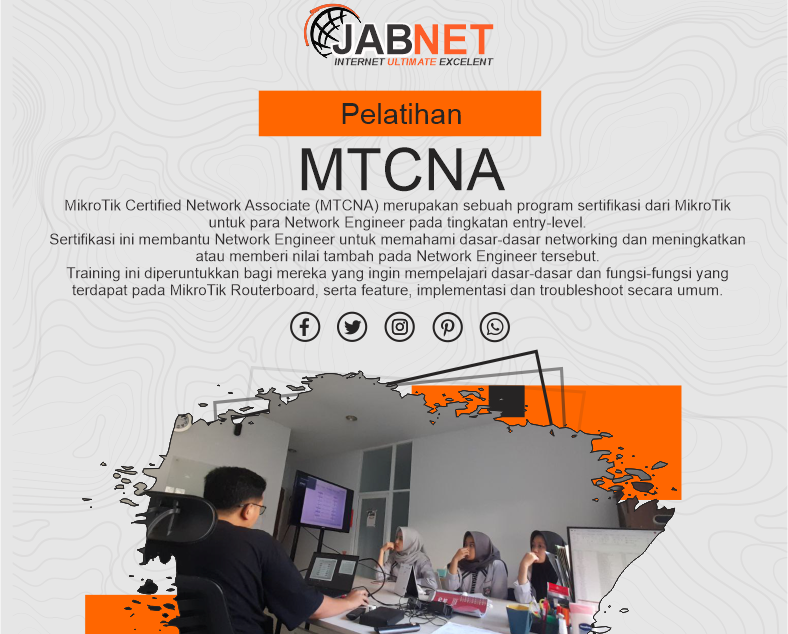 JABNET
INTERNET ULTIMATE EXCELENT
Pelatihan
MTCNA
MikroTik Certified Network Associate (MTCNA) merupakan sebuah program sertifikasi dari MikroTik
untuk para Network Engineer pada tingkatan entry-level.
Sertifikasi ini membantu Network Engineer untuk memahami dasar-dasar networking dan meningkatkan
atau memberi nilai tambah pada Network Engineer tersebut.
Training ini diperuntukkan bagi mereka yang ingin mempelajari dasar-dasar dan fungsi-fungsi yang
terdapat pada MikroTik Routerboard, serta feature, implementasi dan troubleshoot secara umum.